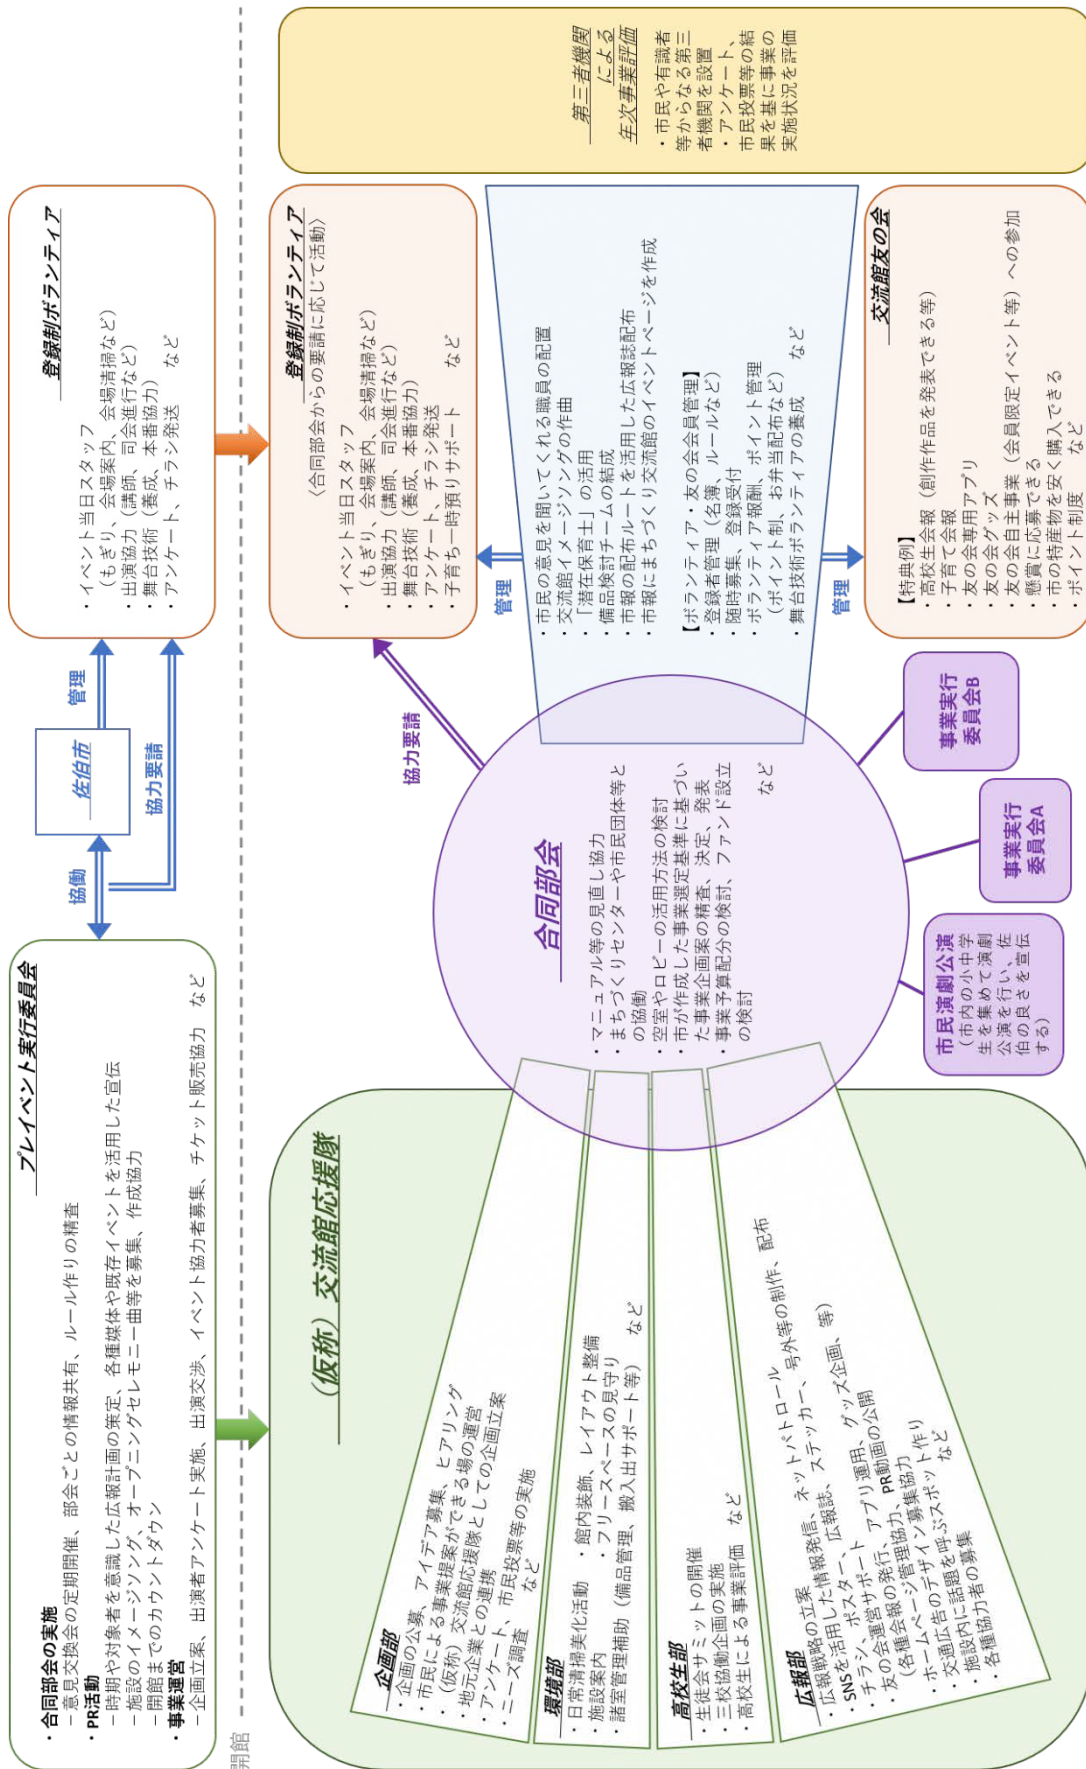 プレイベント実行委員会
・合同部会の実施
－意見交換会の定期開催、部会ごとの情報共有、ルール作りの精査
・PR活動
－時期や対象者を意識した広報計画の策定、各種媒体や既存イベントを活用した宣伝
－施設のイメージソング、オープニングセレモニー曲等を募集、作成協力
－開館までのカウントダウン
・事業運営
－企画立案、出演者アンケート実施、出演交渉、イベント協力者募集、チケット販売協力　など
協働
佐伯市
管理
協力要請
登録制ボランティア
・イベント当日スタッフ
（もぎり、会場案内、会場清掃など）
・出演協力（講師、司会進行など）
・舞台技術（養成、本番協力）
・アンケート、チラシ発送　　など
開館
（仮称）交流館応援隊
企画部
・企画の公募、アイデア募集、ヒアリング
・市民による事業提案ができる場の運営
・（仮称）交流館応援隊としての企画立案
・地元企業との連携
・アンケート、市民投票等の実施
・ニーズ調査　　など
環境部
・日常清掃美化活動　・館内装飾、レイアウト整備
・施設案内　　　　　・フリースペースの見守り
・諸室管理補助（備品管理、搬入出サポート等）　など
高校生部
・生徒会サミットの開催
・三校協働企画の実施
・高校生による事業評価　　など
広報部
・広報戦略の立案
・SNSを活用した情報発信、ネットパトロール
・チラシ、ポスター、広報誌、ステッカー、号外等の制作、配布
・友の会運営サポート、アプリ運用、グッズ企画、等）
（各種会報の発行、PR動画の公開
・ホームページ管理協力、
・交通広告のデザイン募集協力
・施設内に話題を呼ぶスポット作り
・各種協力者の募集　　など
合同部会
・マニュアル等の見直し協力
・まちづくりセンターや市民団体等と
の協働
・空室やロビーの活用方法の検討
・市が作成した事業選定基準に基づい
た事業企画案の精査、決定、発表
・事業予算配分の検討、ファンド設立
の検討　　　　　　　　　　など
市民演劇公演
（市内の小中学
生を集めて演劇
公演を行い、佐
伯の良さを宣伝
する）
事業実行
委員会A
事業実行
委員会B
協力要請
登録制ボランティア
〈合同部会からの要請に応じて活動〉
・イベント当日スタッフ
（もぎり、会場案内、会場清掃など）
・出演協力（講師、司会進行など）
・舞台技術（養成、本番協力）
・アンケート、チラシ発送
・子育ち一時預りサポート　　など
管理
・市民の意見を聞いてくれる職員の配置
・交流館イメージソングの作曲
・「潜在保育士」の活用
・備品検討チームの結成
・市報の配布ルートを活用した広報誌配布
・市報にまちづくり交流館のイベントページを作成
【ボランティア・友の会会員管理】
・登録者管理（名簿、ルールなど）
・随時募集、登録受付
・ボランティア報酬、ポイント管理
（ポイント制、お弁当配布など）
・舞台技術ボランティアの養成　　など
管理
交流館友の会
【特典例】
・高校生会報（創作作品を発表できる等）
・子育て会報
・友の会専用アプリ
・友の会グッズ
・友の会自主事業（会員限定イベント等）への参加
・懸賞に応募できる
・市の特産物を安く購入できる
・ポイント制度　　など
第三者機関
による
年次事業評価
・市民や有識者
等からなる第三
者機関を設置
・アンケート、
市民投票等の結
果を基に事業の
実施状況を評価